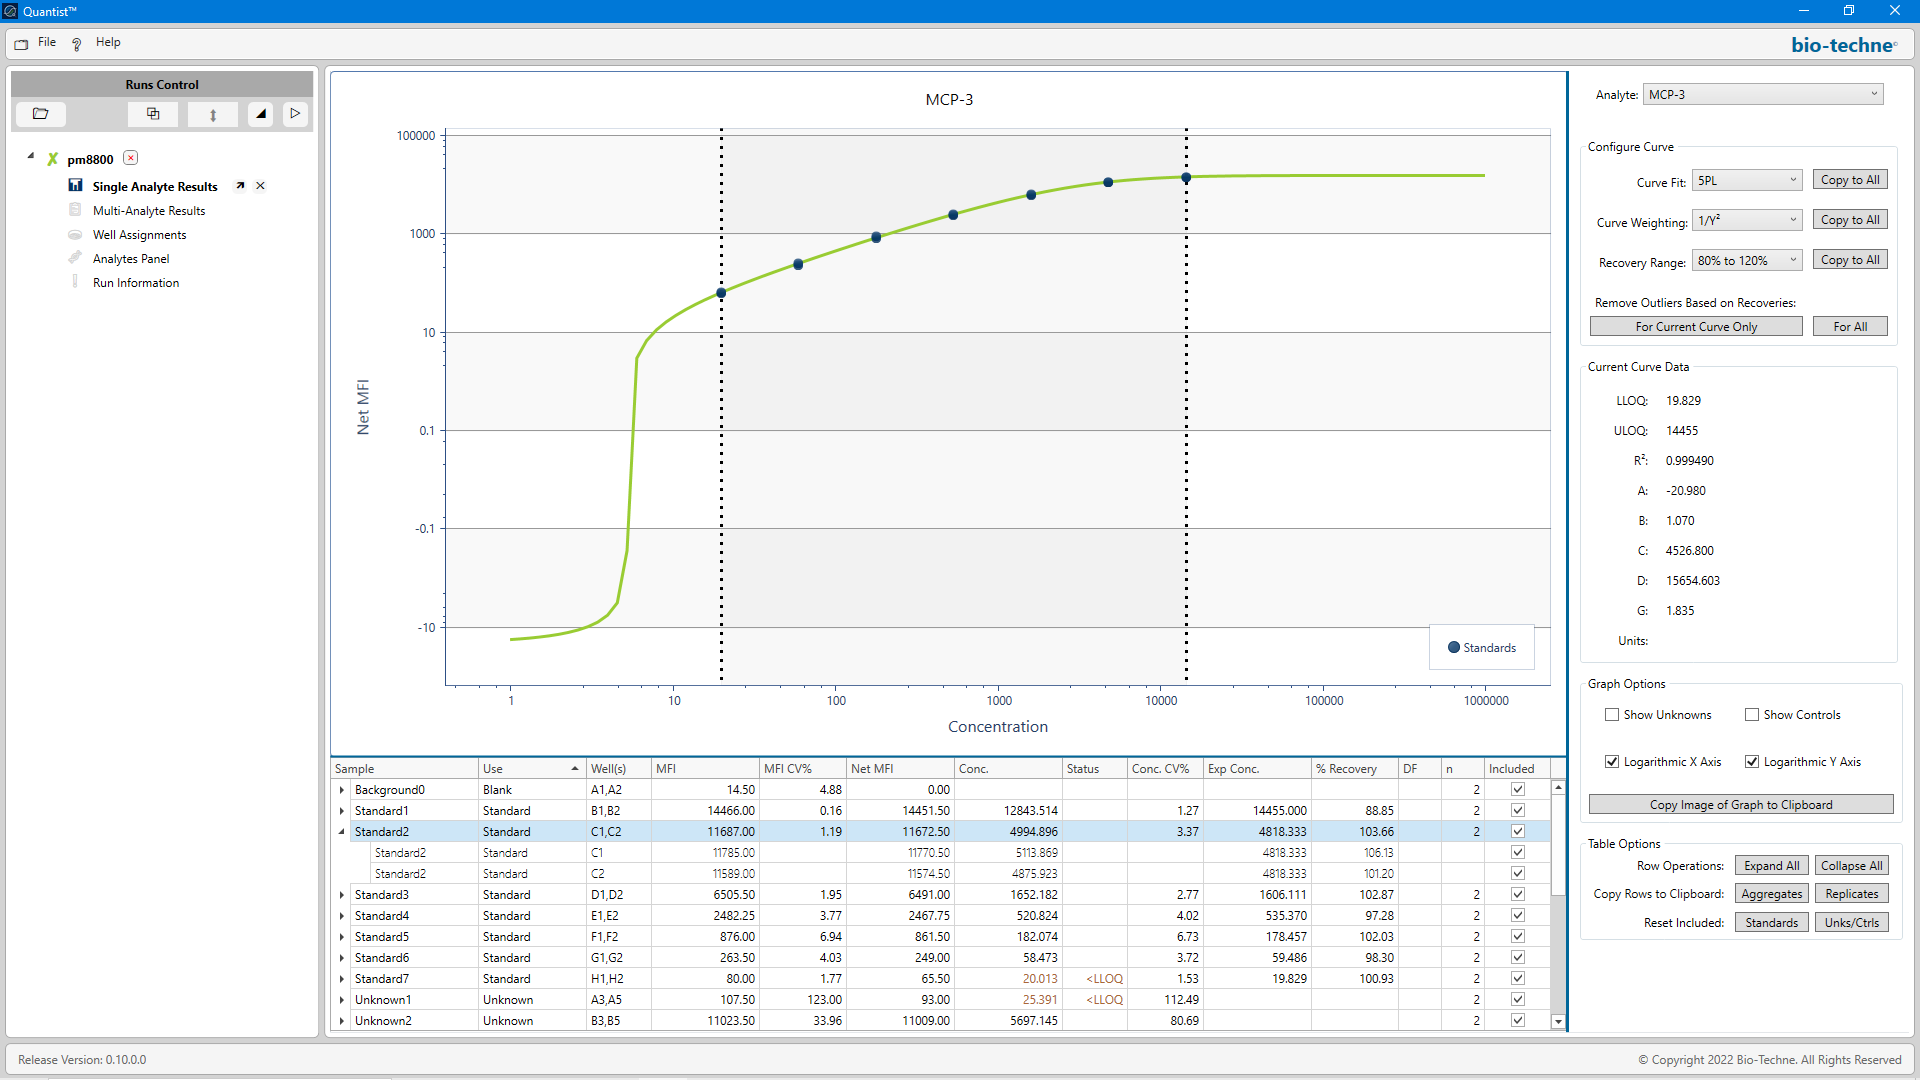 Quantist™
File
Help
bio-techne
Runs Control
pm8800
Single Analyte Results
Multi-Analyte Results
Well Assignments
Analytes Panel
Run Information
MCP-3
100000
1000
10
0.1
-0.1
-10
Net MFI
Standards
1 10 100 1000 10000 100000 1000000
Concentration
Analyte: MCP-3
Configure Curve
Curve Fit: 5PL Copy to All
Curve Weighting: 1/Y² Copy to All
Recovery Range: 80% to 120% Copy to All
Remove Outliers Based on Recoveries:
For Current Curve Only For All
Current Curve Data
LLOQ: 19.829
ULOQ: 14455
R²: 0.999490
A: -20.980
B: 1.070
C: 4526.800
D: 15654.603
G: 1.835
Units:
Graph Options
Show Unknowns Show Controls
Logarithmic X Axis Logarithmic Y Axis
Copy Image of Graph to Clipboard
Table Options
Row Operations: Expand All Collapse All
Copy Rows to Clipboard: Aggregates Replicates
Reset Included: Standards Unks/Ctrls
Sample Use Well(s) MFI MFI CV% Net MFI Conc. Status Conc. CV% Exp Conc. % Recovery DF n Included
Background0 Blank A1,A2 14.50 4.88 0.00 2
Standard1 Standard B1,B2 14466.00 0.16 14451.50 12843.514 1.27 14455.000 88.85 2
Standard2 Standard C1,C2 11687.00 1.19 11672.50 4994.896 3.37 4818.333 103.66 2
Standard2 Standard C1 11785.00 11770.50 5113.869 4818.333 106.13
Standard2 Standard C2 11589.00 11574.50 4875.923 4818.333 101.20
Standard3 Standard D1,D2 6505.50 1.95 6491.00 1652.182 2.77 1606.111 102.87 2
Standard4 Standard E1,E2 2482.25 3.77 2467.75 520.824 4.02 535.370 97.28 2
Standard5 Standard F1,F2 876.00 6.94 861.50 182.074 6.73 178.457 102.03 2
Standard6 Standard G1,G2 263.50 4.03 249.00 58.473 3.72 59.486 98.30 2
Standard7 Standard H1,H2 80.00 1.77 65.50 20.013 <LLOQ 1.53 19.829 100.93 2
Unknown1 Unknown A3,A5 107.50 123.00 93.00 25.391 <LLOQ 112.49 2
Unknown2 Unknown B3,B5 11023.50 33.96 11009.00 5697.145 80.69 2
Release Version: 0.10.0.0
© Copyright 2022 Bio-Techne. All Rights Reserved